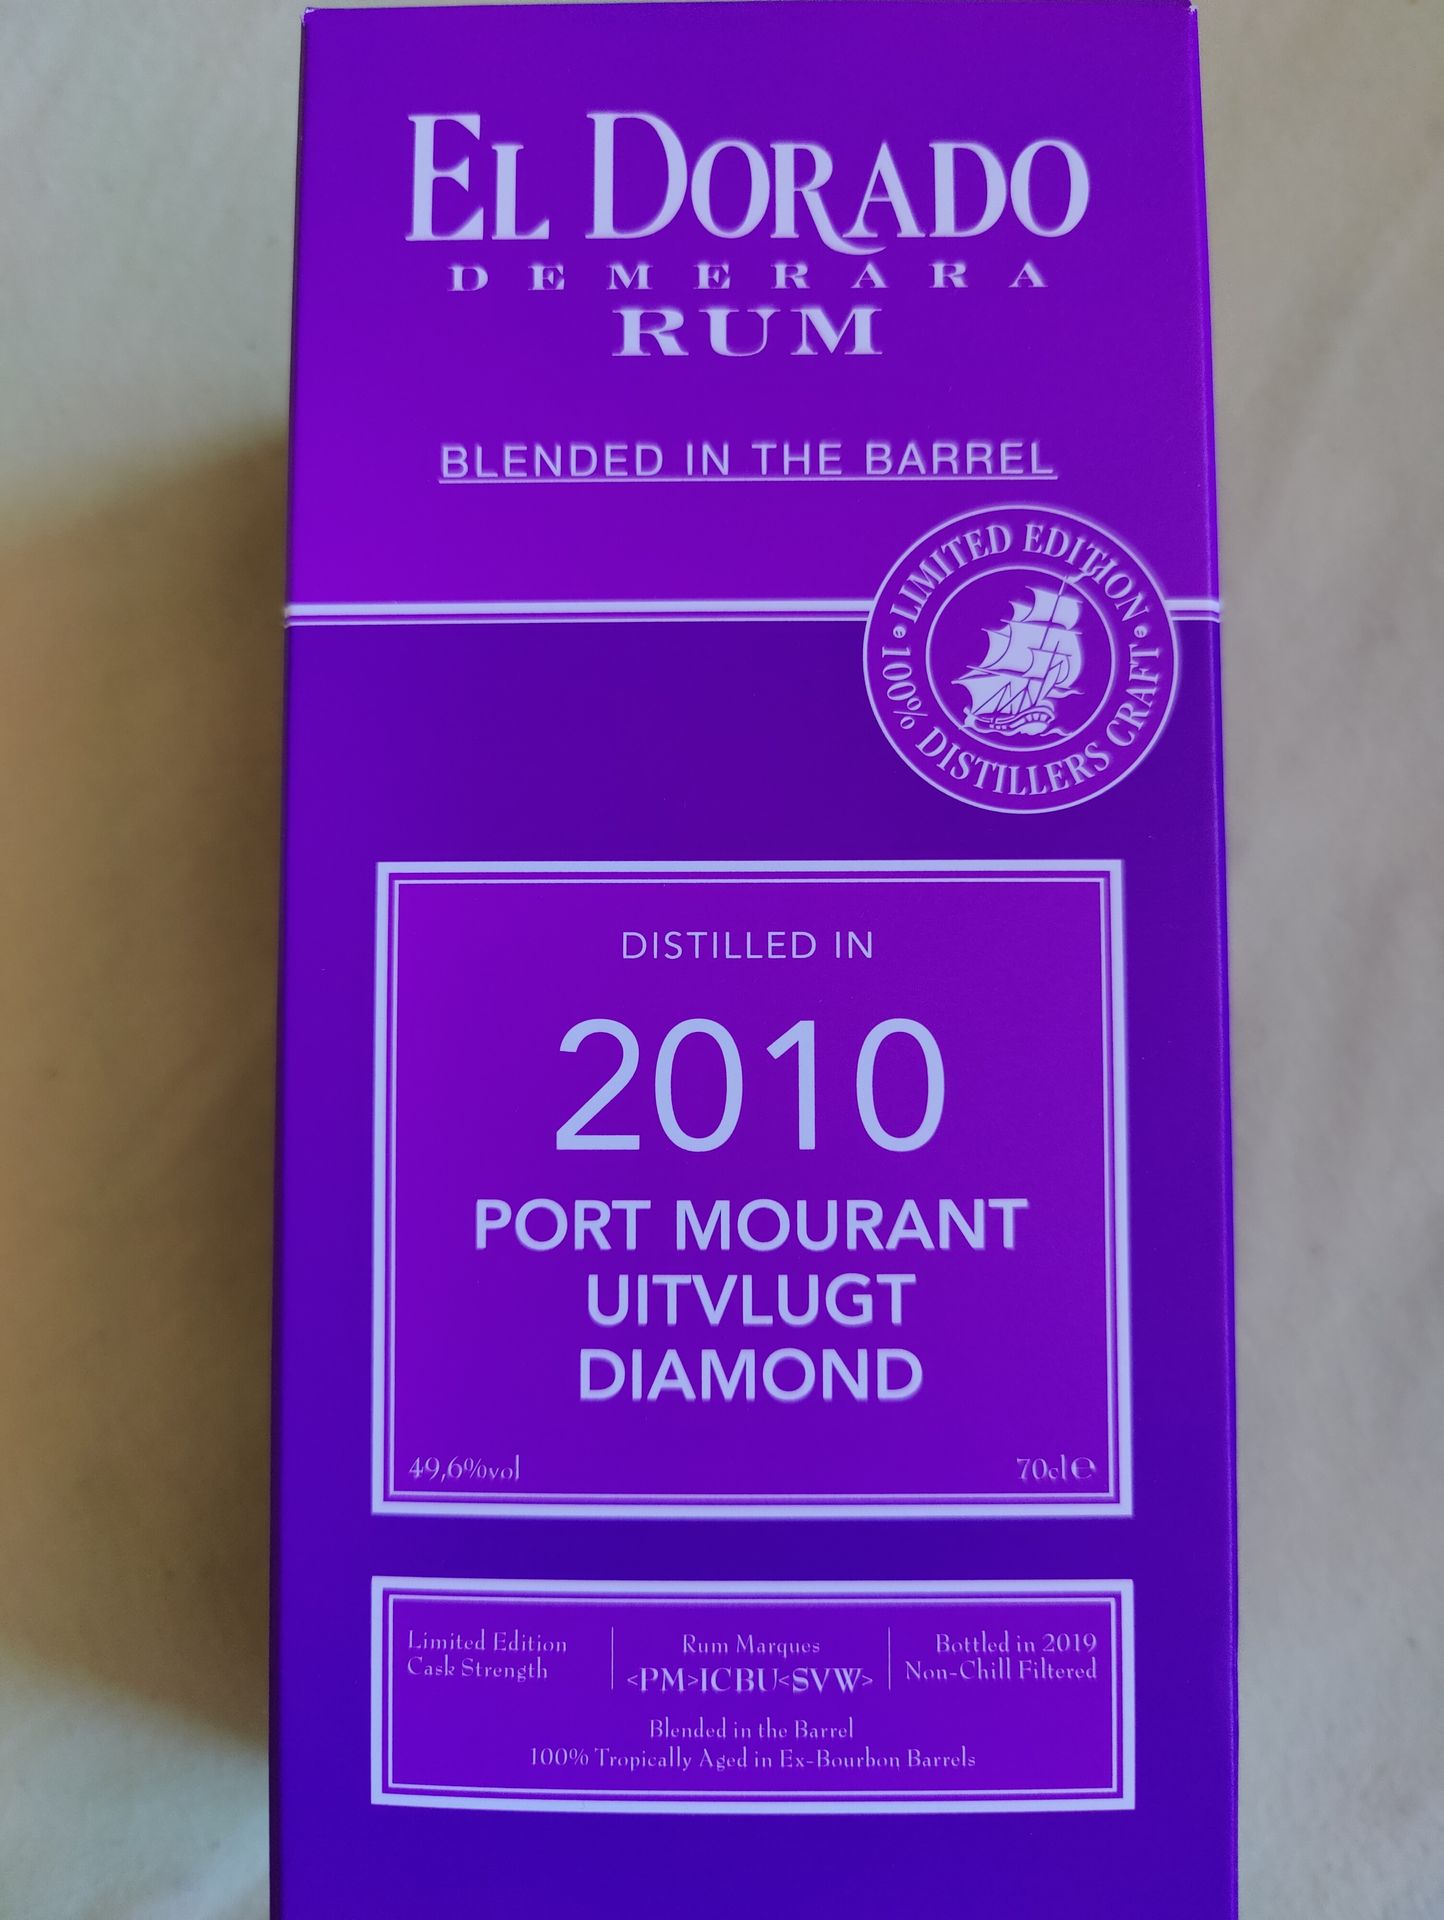 EL DORADO
DEMERARA
RUM
BLENDED IN THE BARREL
• LIMITED EDITION •
100% DISTILLERS CRAFT
DISTILLED IN
2010
PORT MOURANT
UITVLUGT
DIAMOND
49,6%vol
70cl℮
Limited Edition
Cask Strength
Rum Marques
<PM>ICBU<SVW>
Bottled in 2019
Non-Chill Filtered
Blended in the Barrel
100% Tropically Aged in Ex-Bourbon Barrels